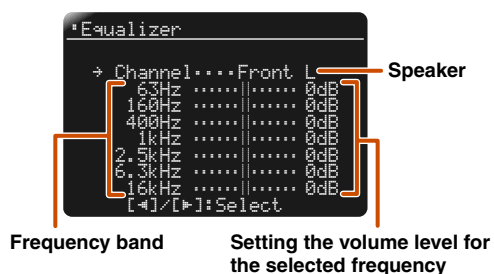 •Equalizer
→ Channel････Front L
63Hz ······||······ 0dB
160Hz ······||······ 0dB
400Hz ······||······ 0dB
1kHz ······||······ 0dB
2.5kHz ······||······ 0dB
6.3kHz ······||······ 0dB
16kHz ······||······ 0dB
[◄]/[►]:Select
Speaker
Frequency band
Setting the volume level for
the selected frequency